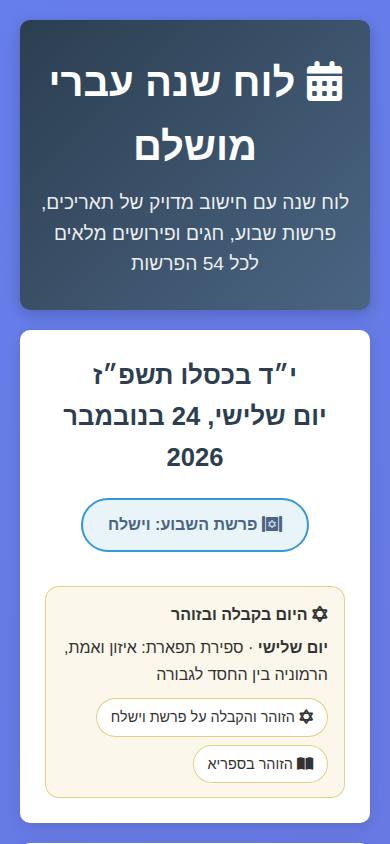 לוח שנה עברי
מושלם
לוח שנה עם חישוב מדויק של תאריכים,
פרשות שבוע, חגים ופירושים מלאים
לכל 54 הפרשות
י״ד בכסלו תשפ״ז
יום שלישי, 24 בנובמבר
2026
פרשת השבוע: וישלח
היום בקבלה ובזוהר
יום שלישי · ספירת תפארת: איזון ואמת,
הרמוניה בין החסד לגבורה
הזוהר והקבלה על פרשת וישלח
הזוהר בספריא